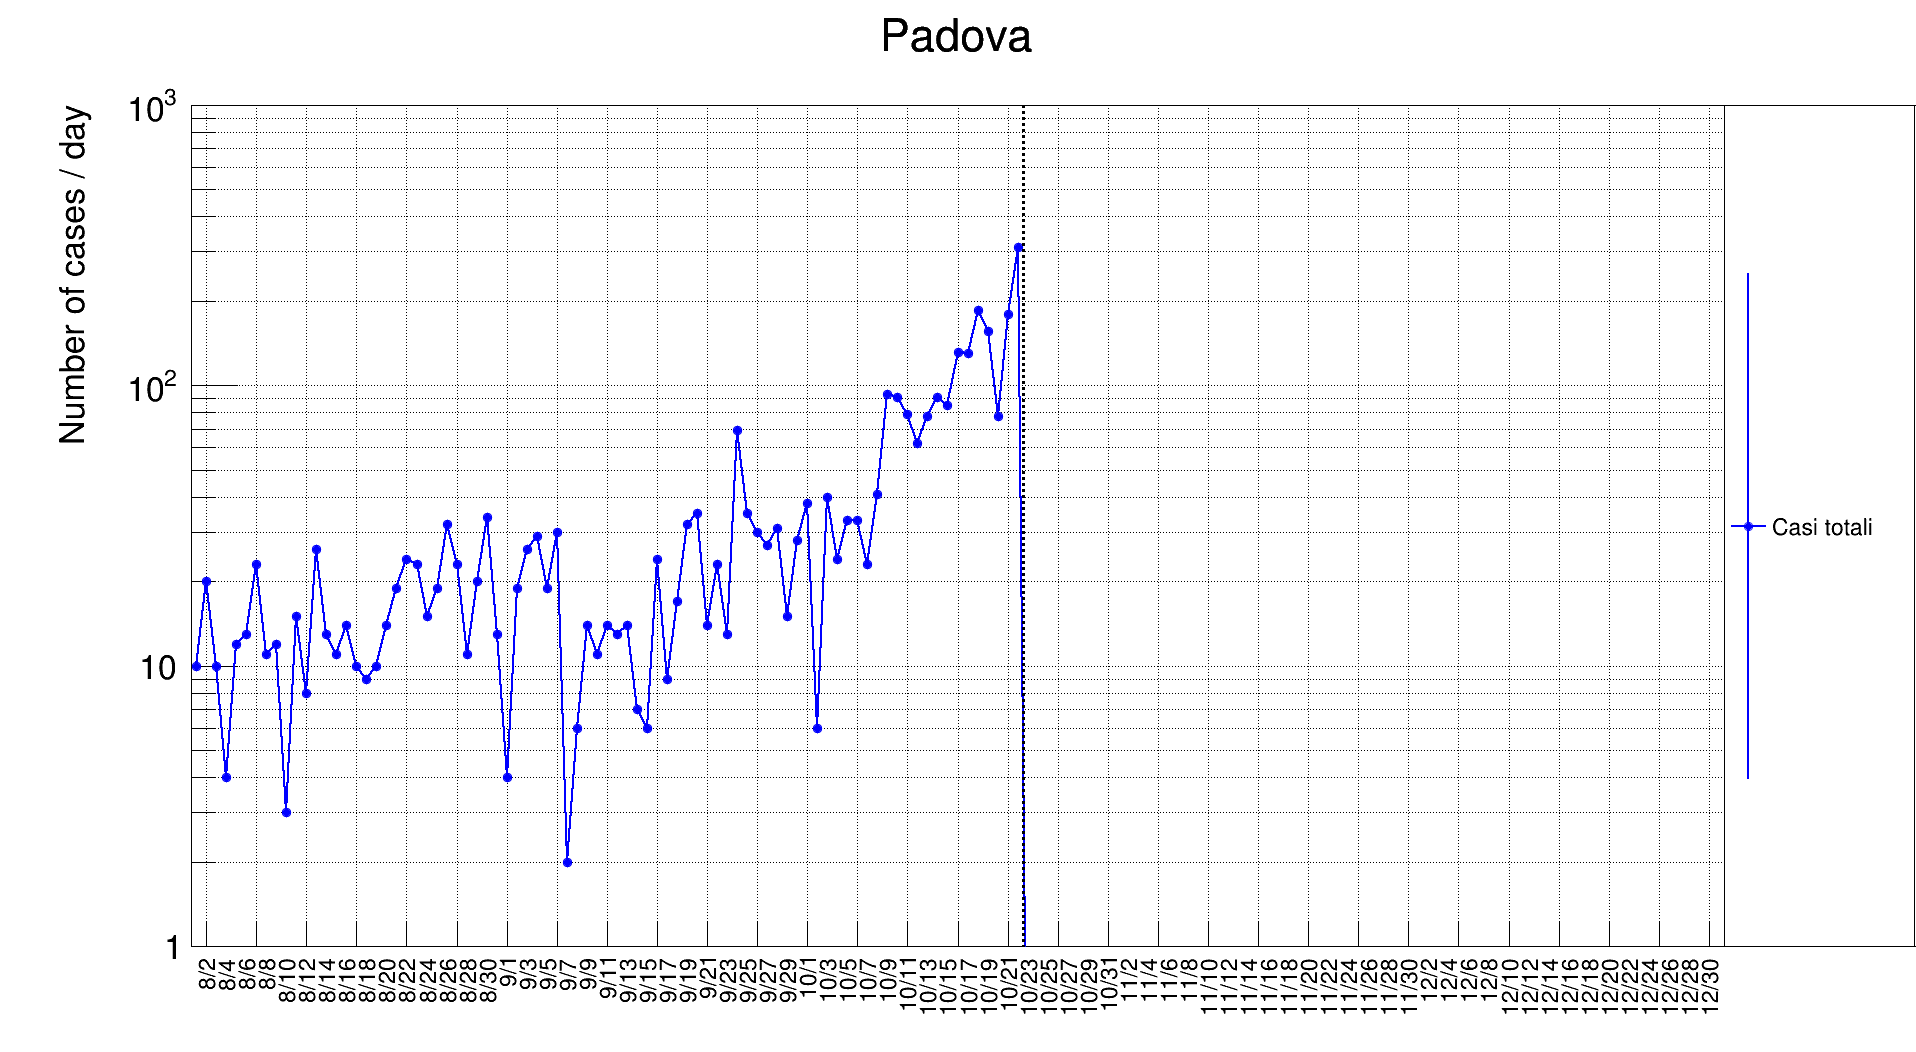 Padova
Number of cases / day
10³
10²
10
1
8/2 8/4 8/6 8/8 8/10 8/12 8/14 8/16 8/18 8/20 8/22 8/24 8/26 8/28 8/30 9/1 9/3 9/5 9/7 9/9 9/11 9/13 9/15 9/17 9/19 9/21 9/23 9/25 9/27 9/29 10/1 10/3 10/5 10/7 10/9 10/11 10/13 10/15 10/17 10/19 10/21 10/23 10/25 10/27 10/29 10/31 11/2 11/4 11/6 11/8 11/10 11/12 11/14 11/16 11/18 11/20 11/22 11/24 11/26 11/28 11/30 12/2 12/4 12/6 12/8 12/10 12/12 12/14 12/16 12/18 12/20 12/22 12/24 12/26 12/28 12/30
Casi totali